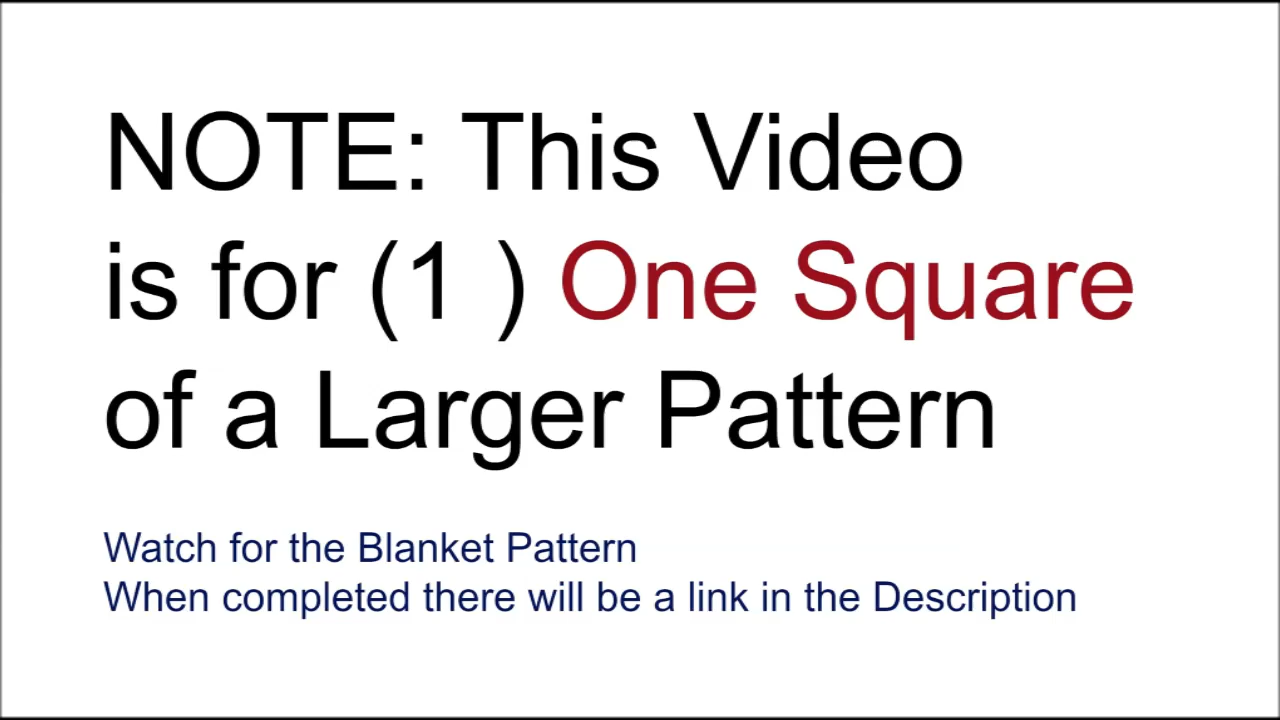 NOTE: This Video
is for (1 ) One Square
of a Larger Pattern
Watch for the Blanket Pattern
When completed there will be a link in the Description